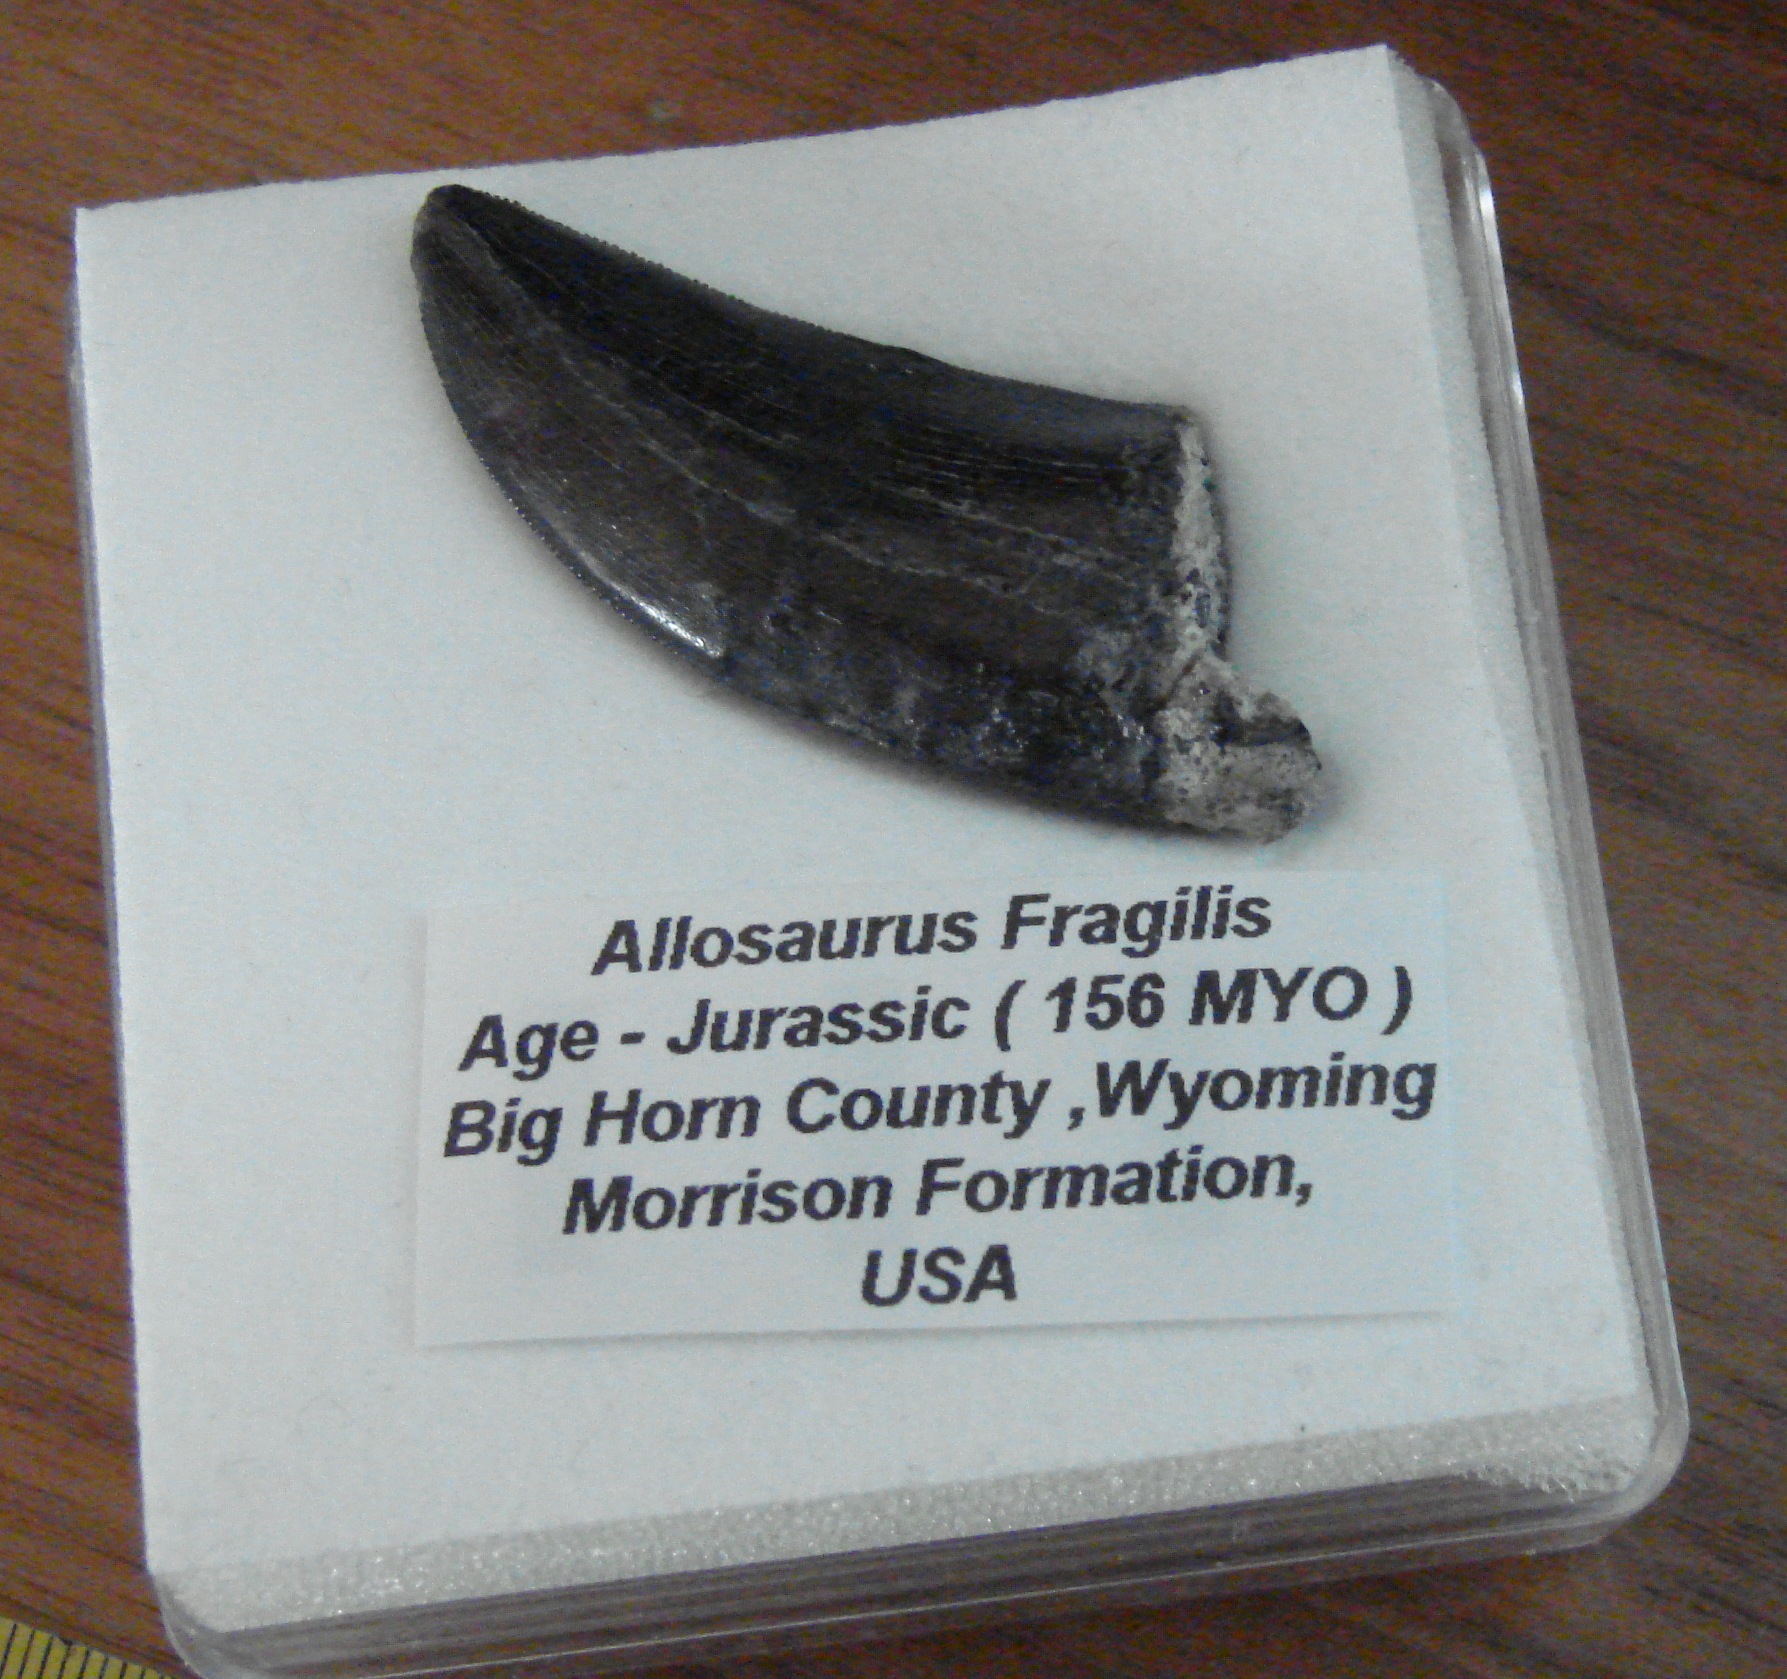 Allosaurus Fragilis
Age - Jurassic ( 156 MYO )
Big Horn County ,Wyoming
Morrison Formation,
USA